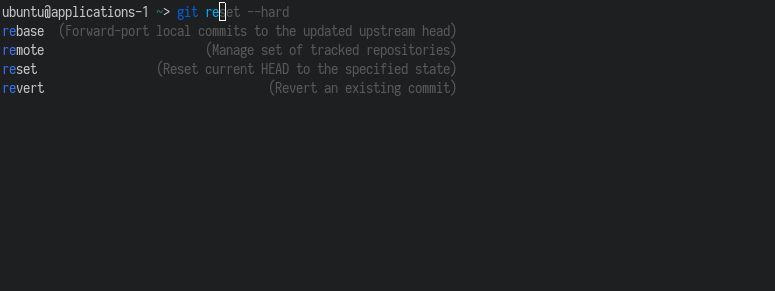 ubuntu@applications-1 ~> git reset --hard
rebase (Forward-port local commits to the updated upstream head)
remote (Manage set of tracked repositories)
reset (Reset current HEAD to the specified state)
revert (Revert an existing commit)